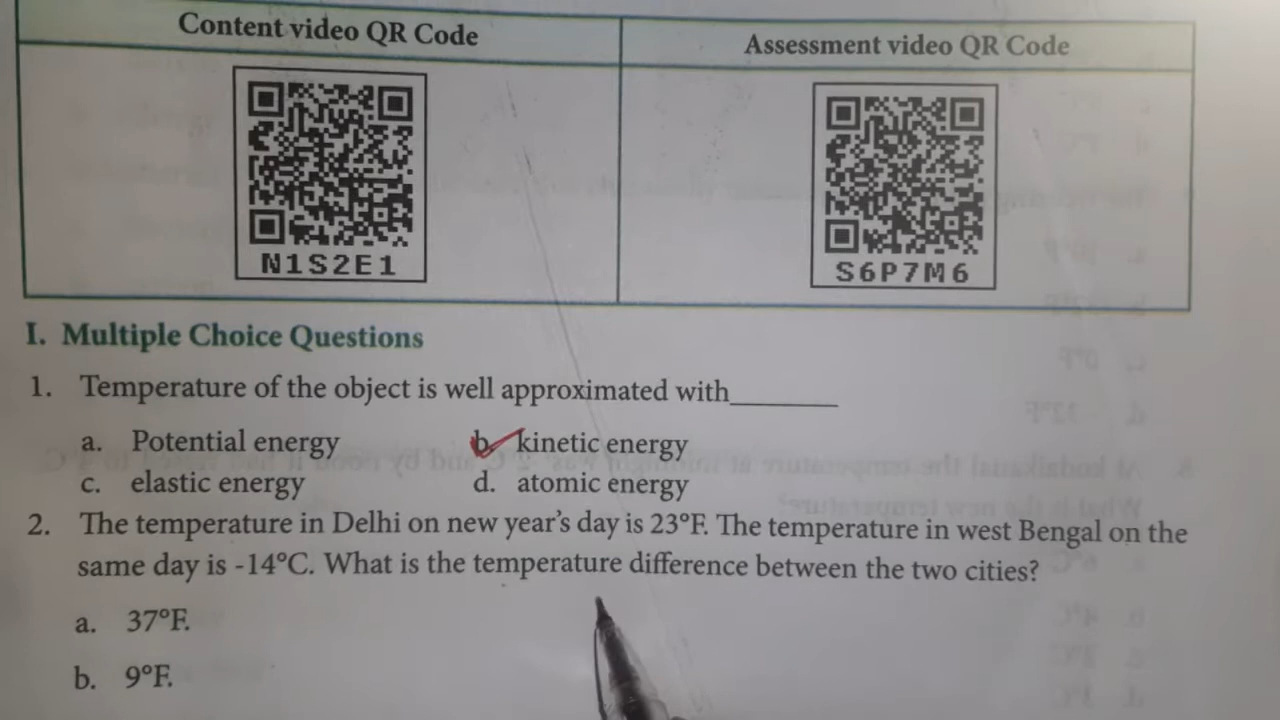 Content video QR Code
Assessment video QR Code
N1S2E1
S6P7M6
I. Multiple Choice Questions
1. Temperature of the object is well approximated with________
a. Potential energy b. kinetic energy
c. elastic energy d. atomic energy
2. The temperature in Delhi on new year's day is 23°F. The temperature in west Bengal on the
same day is -14°C. What is the temperature difference between the two cities?
a. 37°F.
b. 9°F.